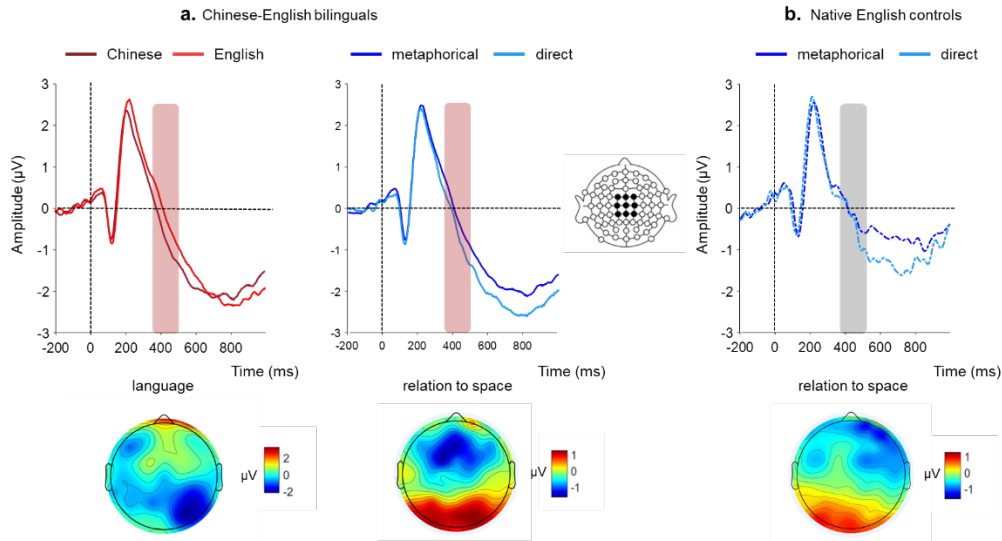 a. Chinese-English bilinguals
b. Native English controls
Chinese English
metaphorical direct
metaphorical direct
Amplitude (µV)
3
2
1
0
-1
-2
-3
-200 0 200 400 600 800
Time (ms)
3
2
1
0
-1
-2
-3
-200 0 200 400 600 800
Time (ms)
Amplitude (µV)
3
2
1
0
-1
-2
-3
-200 0 200 400 600 800
Time (ms)
language
relation to space
relation to space
µV
2
0
-2
µV
1
0
-1
µV
1
0
-1